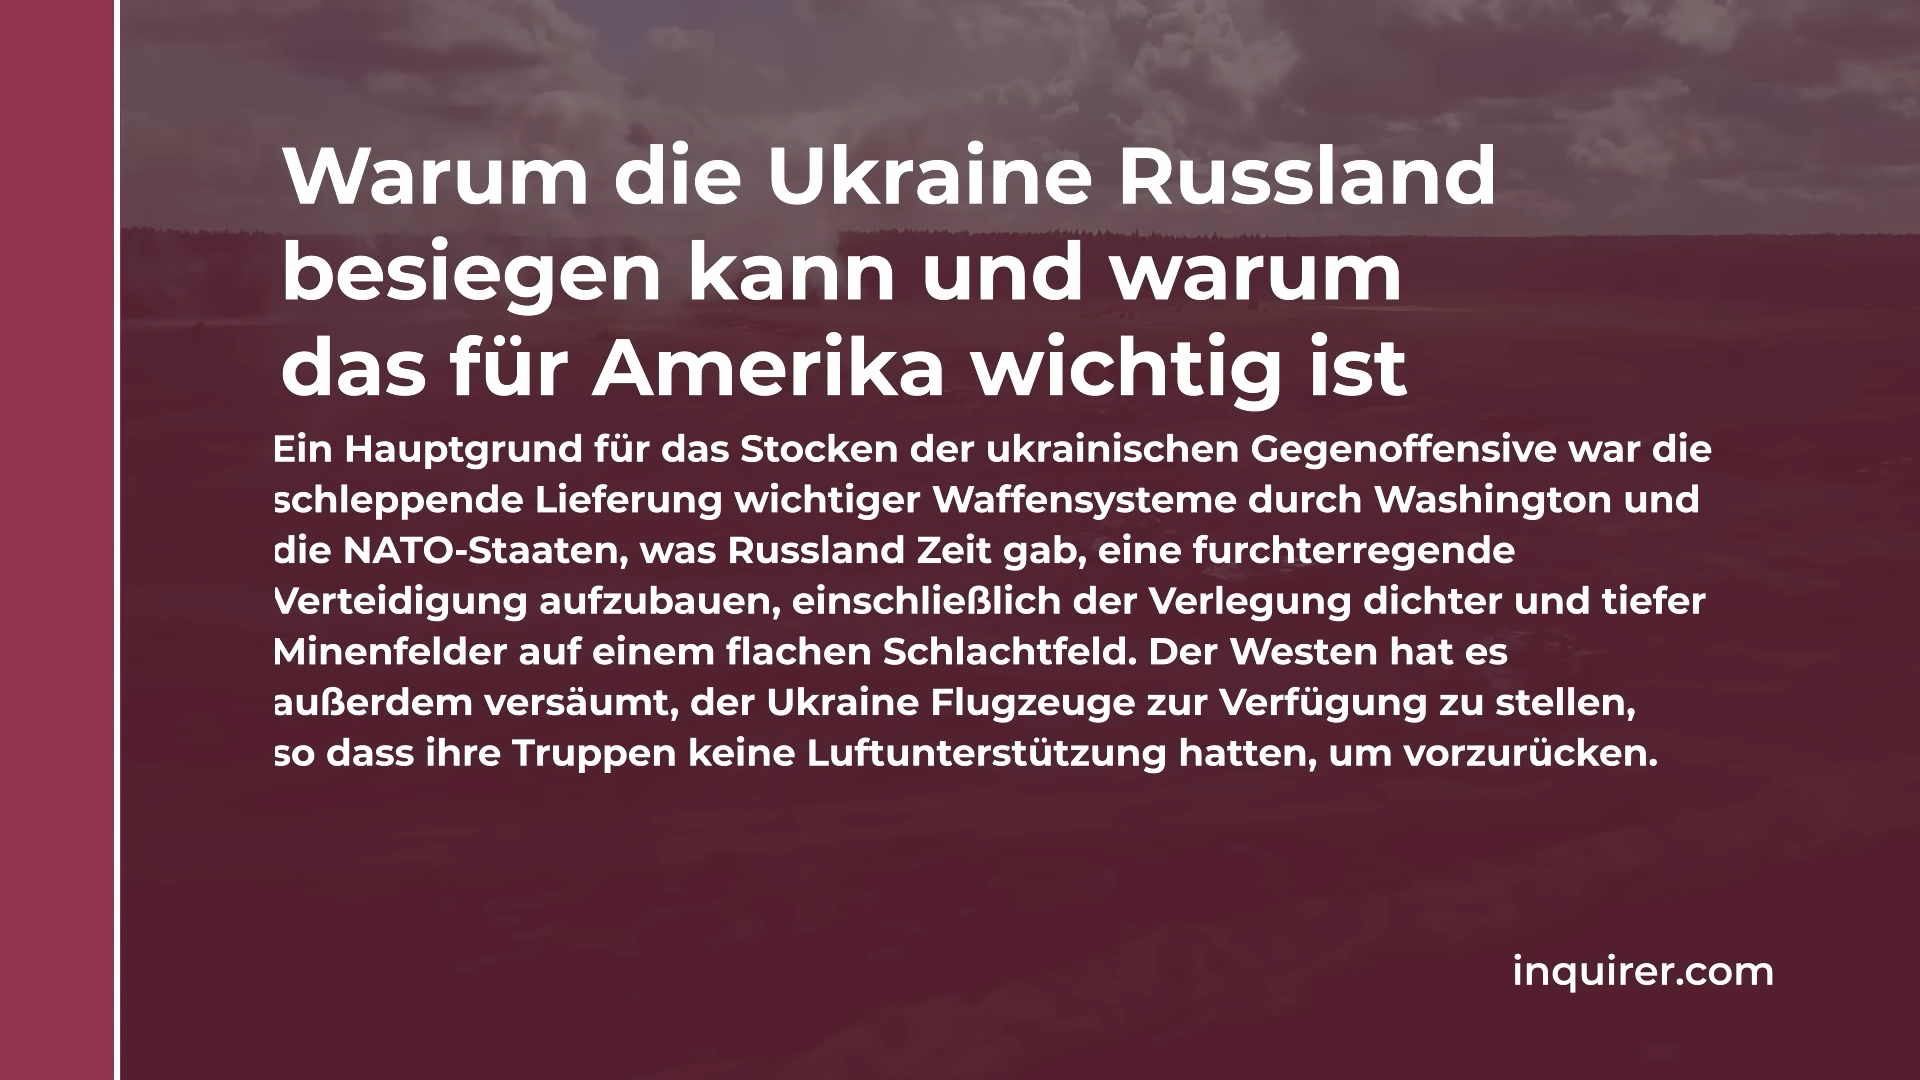 Warum die Ukraine Russland
besiegen kann und warum
das für Amerika wichtig ist
Ein Hauptgrund für das Stocken der ukrainischen Gegenoffensive war die
schleppende Lieferung wichtiger Waffensysteme durch Washington und
die NATO-Staaten, was Russland Zeit gab, eine furchterregende
Verteidigung aufzubauen, einschließlich der Verlegung dichter und tiefer
Minenfelder auf einem flachen Schlachtfeld. Der Westen hat es
außerdem versäumt, der Ukraine Flugzeuge zur Verfügung zu stellen,
so dass ihre Truppen keine Luftunterstützung hatten, um vorzurücken.
inquirer.com